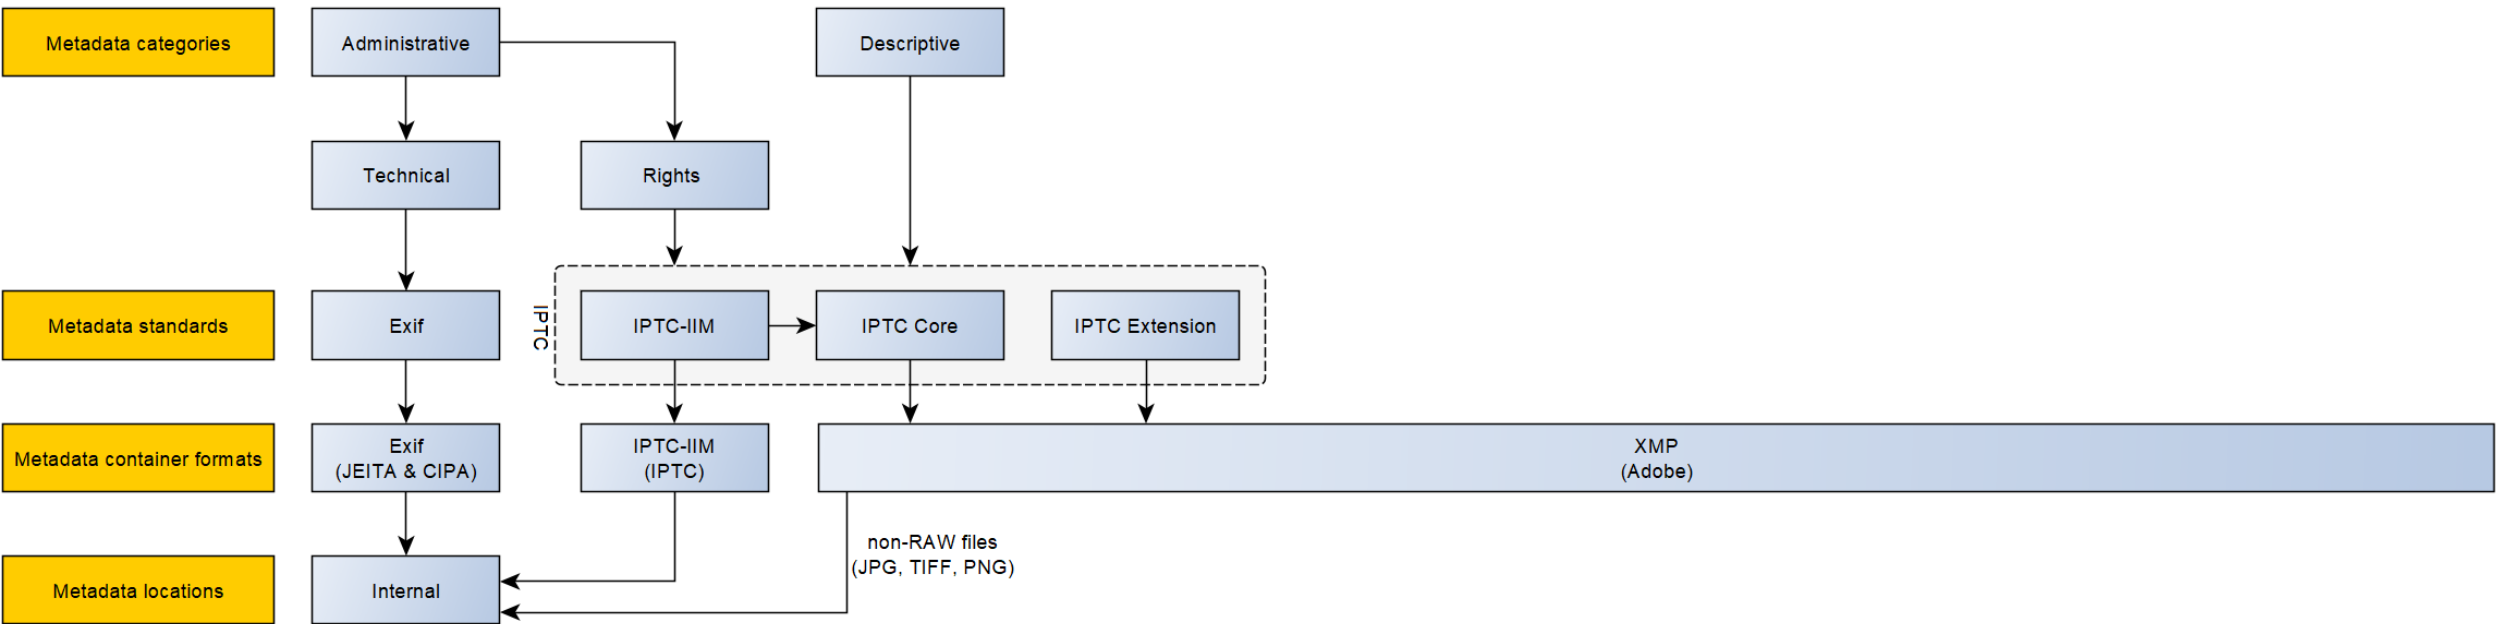 Metadata categories
Administrative
Descriptive
Technical
Rights
IPTC
Metadata standards
Exif
IPTC-IIM
IPTC Core
IPTC Extension
Metadata container formats
Exif
(JEITA & CIPA)
IPTC-IIM
(IPTC)
XMP
(Adobe)
non-RAW files
(JPG, TIFF, PNG)
Metadata locations
Internal